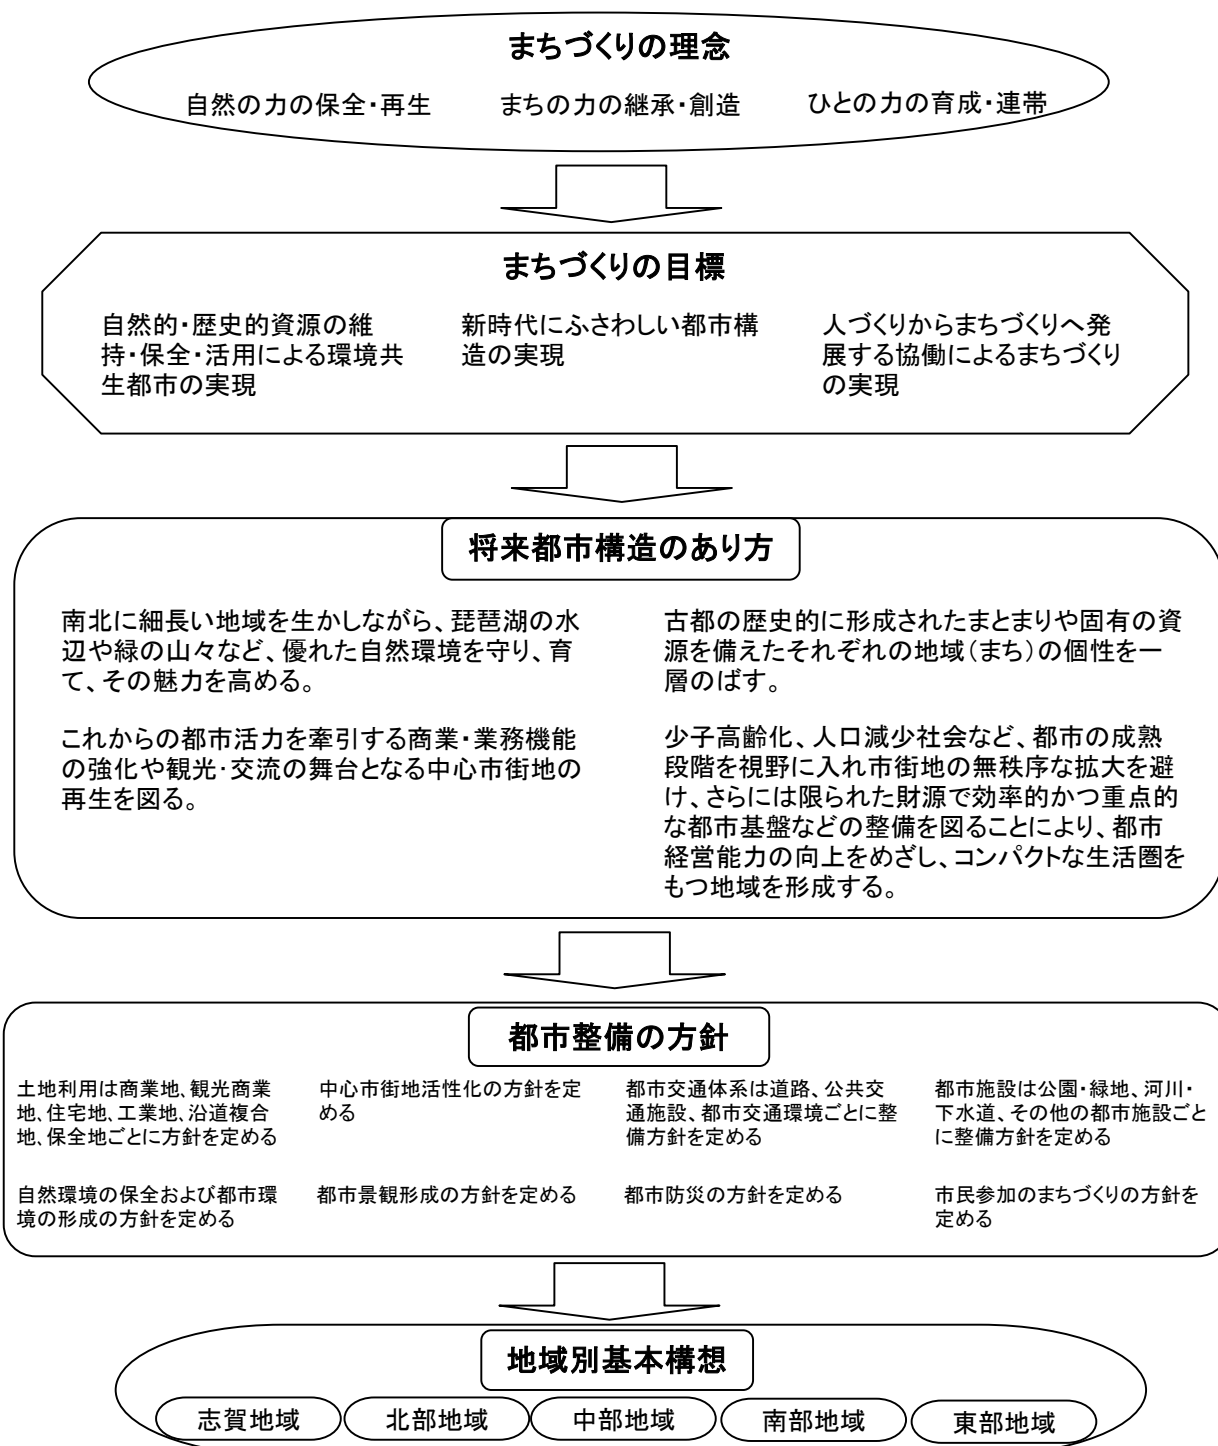 まちづくりの理念
自然の力の保全・再生
まちの力の継承・創造
ひとの力の育成・連帯
まちづくりの目標
自然的・歴史的資源の維
持・保全・活用による環境共
生都市の実現
新時代にふさわしい都市構
造の実現
人づくりからまちづくりへ発
展する協働によるまちづくり
の実現
将来都市構造のあり方
南北に細長い地域を生かしながら、琵琶湖の水
辺や緑の山々など、優れた自然環境を守り、育
て、その魅力を高める。
これからの都市活力を牽引する商業・業務機能
の強化や観光・交流の舞台となる中心市街地の
再生を図る。
古都の歴史的に形成されたまとまりや固有の資
源を備えたそれぞれの地域（まち）の個性を一
層のばす。
少子高齢化、人口減少社会など、都市の成熟
段階を視野に入れ市街地の無秩序な拡大を避
け、さらには限られた財源で効率的かつ重点的
な都市基盤などの整備を図ることにより、都市
経営能力の向上をめざし、コンパクトな生活圏を
もつ地域を形成する。
都市整備の方針
土地利用は商業地、観光商業
地、住宅地、工業地、沿道複合
地、保全地ごとに方針を定める
中心市街地活性化の方針を定
める
都市交通体系は道路、公共交
通施設、都市交通環境ごとに整
備方針を定める
都市施設は公園・緑地、河川・
下水道、その他の都市施設ごと
に整備方針を定める
自然環境の保全および都市環
境の形成の方針を定める
都市景観形成の方針を定める
都市防災の方針を定める
市民参加のまちづくりの方針を
定める
地域別基本構想
志賀地域
北部地域
中部地域
南部地域
東部地域